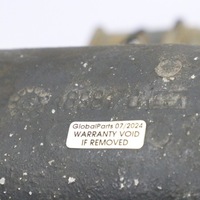 GlobalParts 07/2024
WARRANTY VOID
IF REMOVED